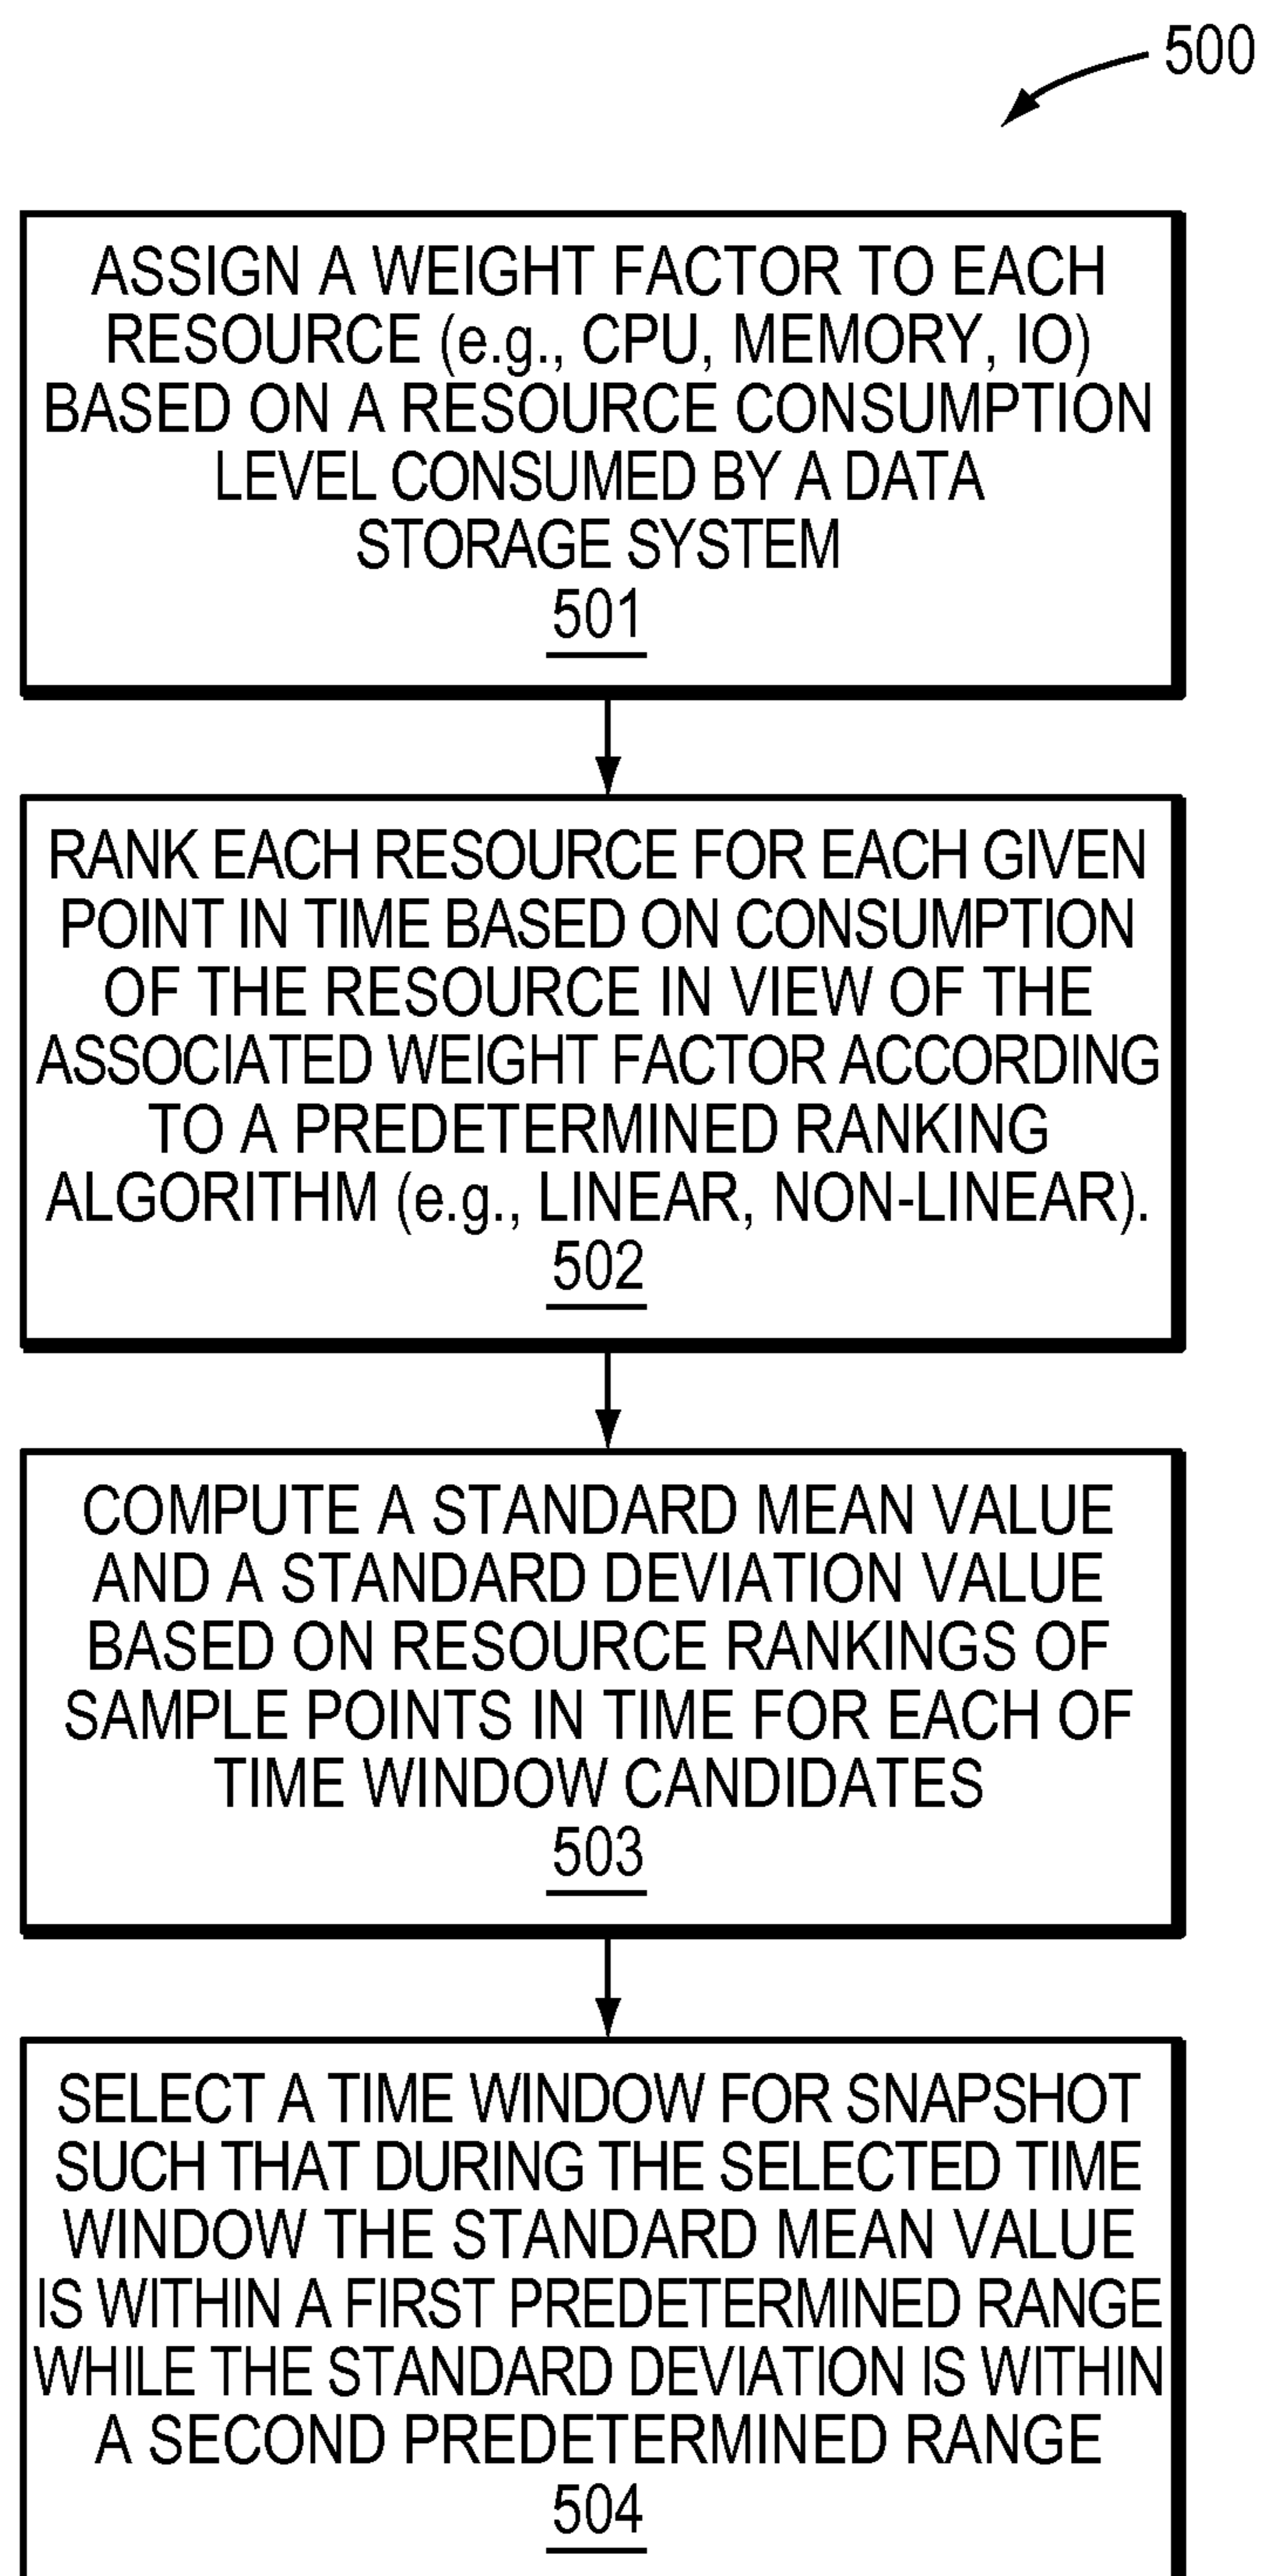 500
ASSIGN A WEIGHT FACTOR TO EACH
RESOURCE (e.g., CPU, MEMORY, IO)
BASED ON A RESOURCE CONSUMPTION
LEVEL CONSUMED BY A DATA
STORAGE SYSTEM
501
RANK EACH RESOURCE FOR EACH GIVEN
POINT IN TIME BASED ON CONSUMPTION
OF THE RESOURCE IN VIEW OF THE
ASSOCIATED WEIGHT FACTOR ACCORDING
TO A PREDETERMINED RANKING
ALGORITHM (e.g., LINEAR, NON-LINEAR).
502
COMPUTE A STANDARD MEAN VALUE
AND A STANDARD DEVIATION VALUE
BASED ON RESOURCE RANKINGS OF
SAMPLE POINTS IN TIME FOR EACH OF
TIME WINDOW CANDIDATES
503
SELECT A TIME WINDOW FOR SNAPSHOT
SUCH THAT DURING THE SELECTED TIME
WINDOW THE STANDARD MEAN VALUE
IS WITHIN A FIRST PREDETERMINED RANGE
WHILE THE STANDARD DEVIATION IS WITHIN
A SECOND PREDETERMINED RANGE
504